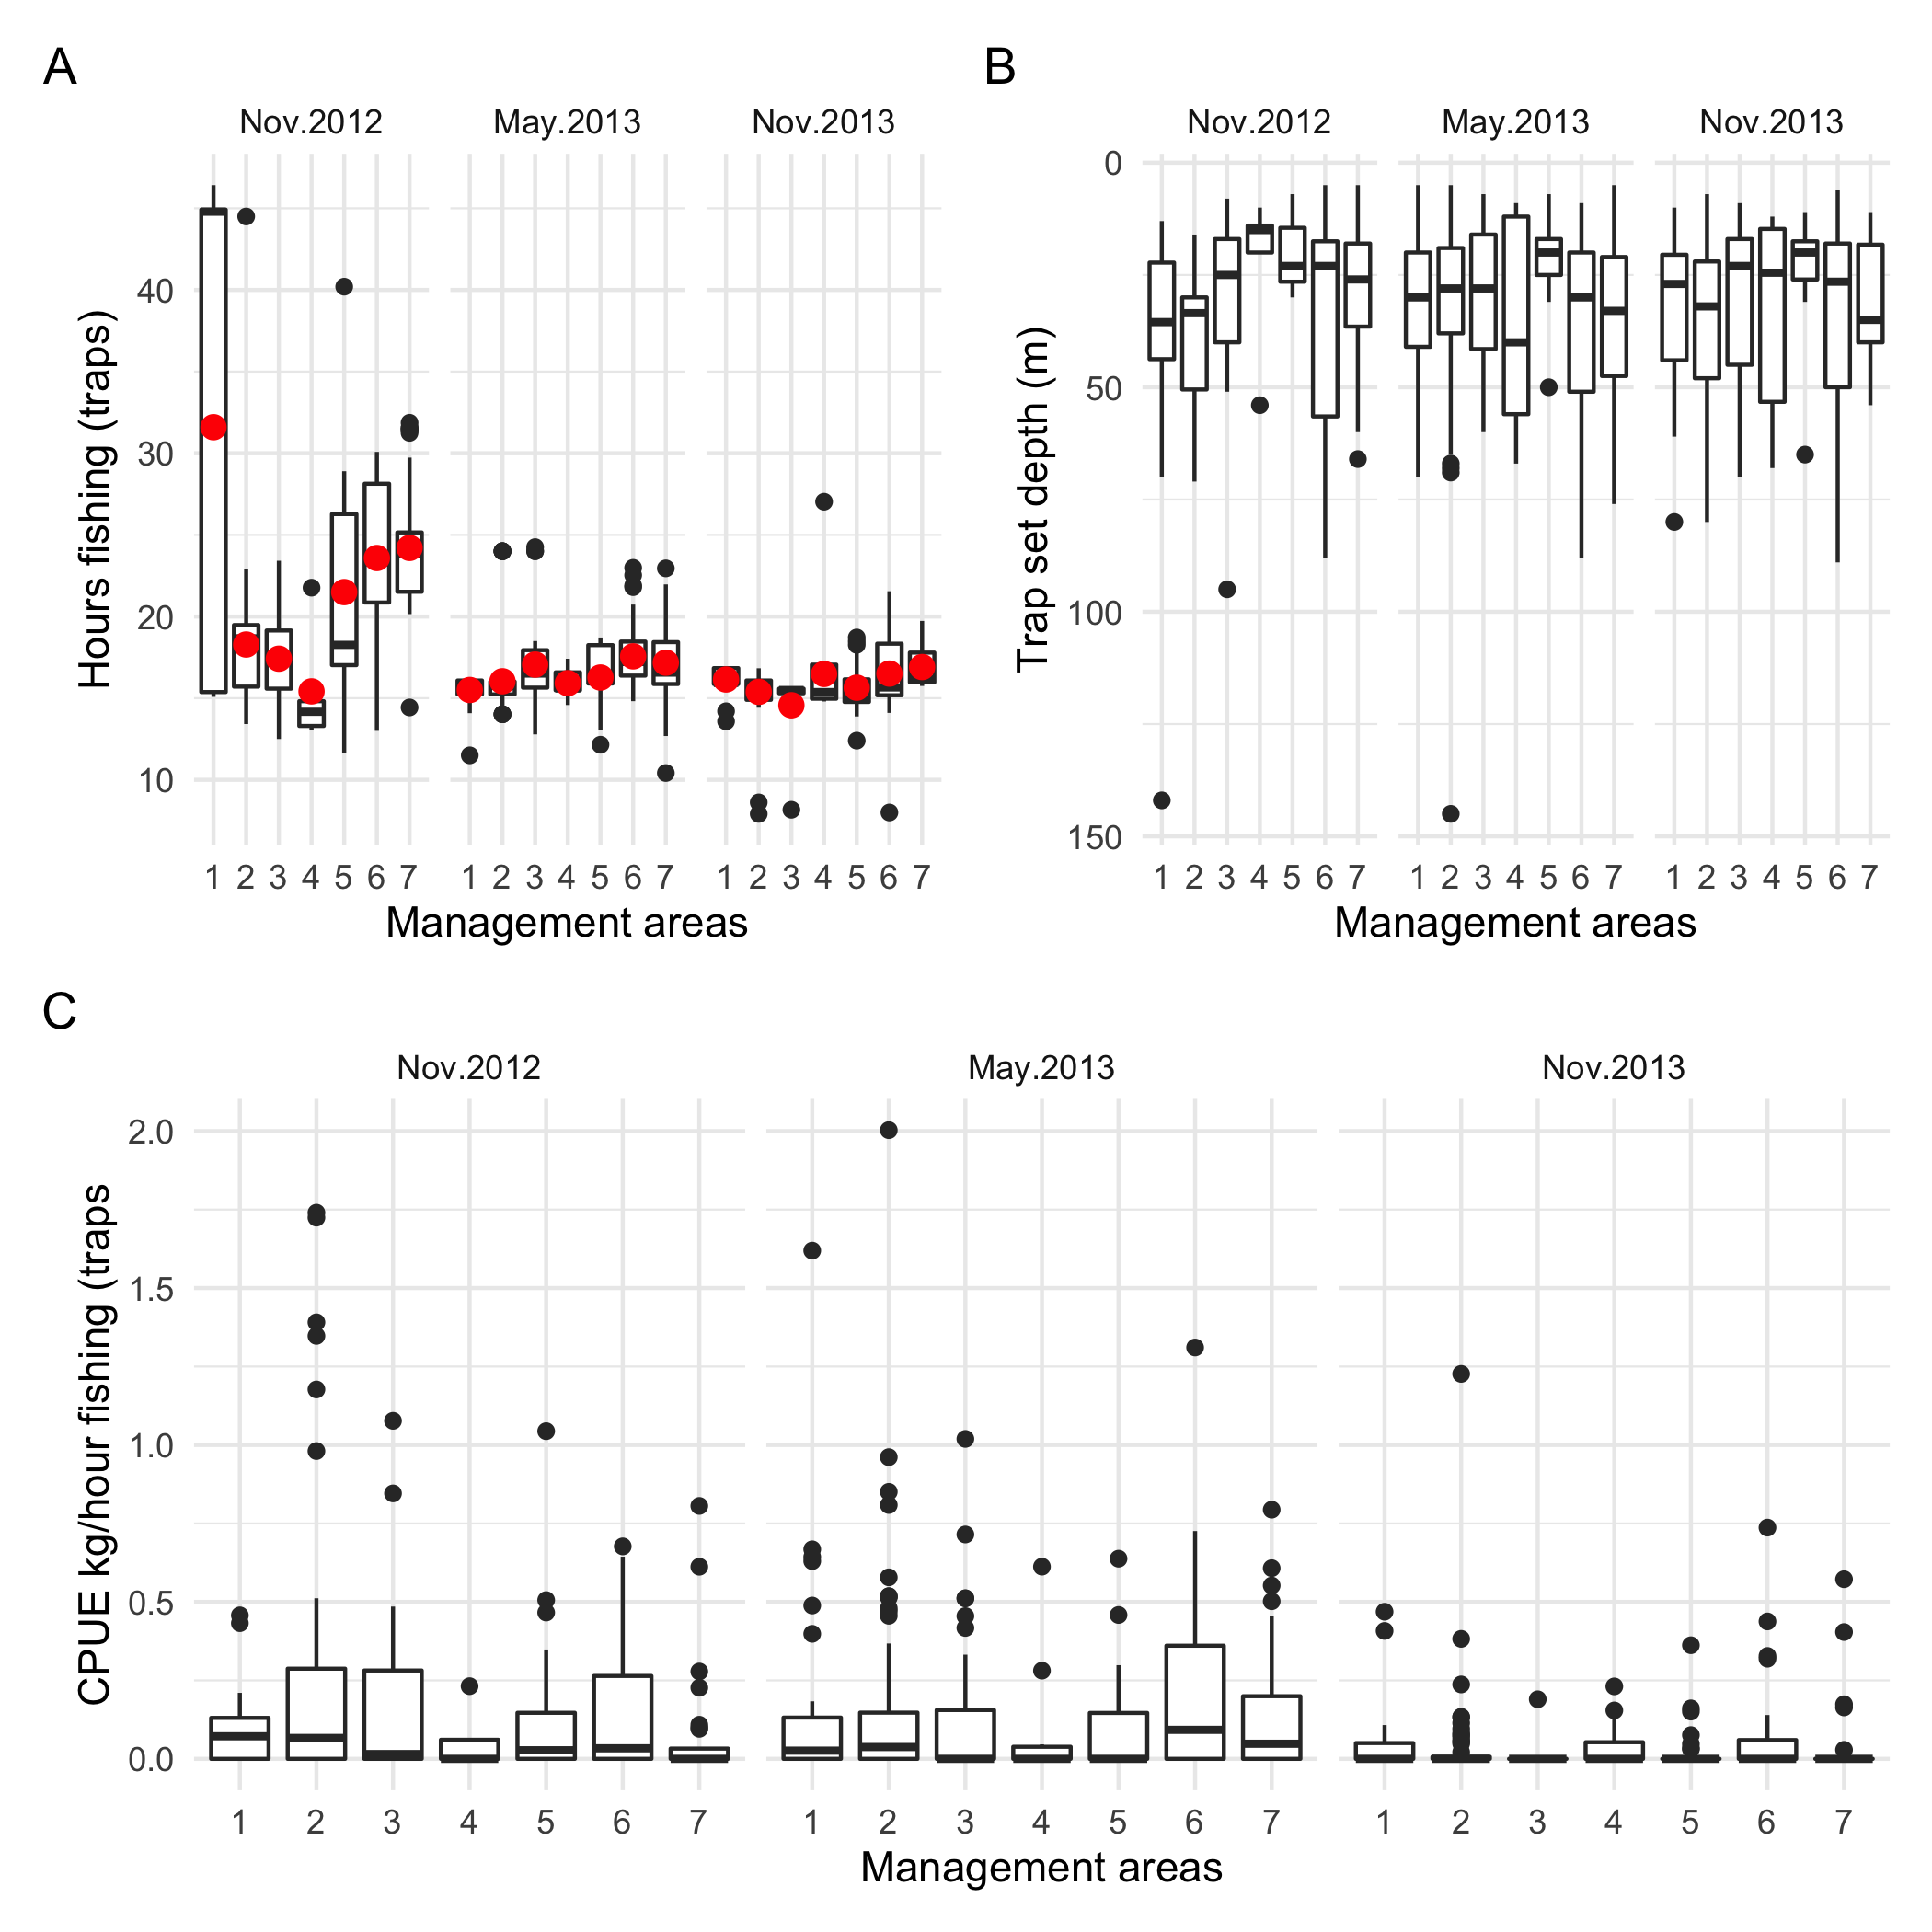 A
Nov.2012 May.2013 Nov.2013
Hours fishing (traps)
40
30
20
10
1 2 3 4 5 6 7 1 2 3 4 5 6 7 1 2 3 4 5 6 7
Management areas
B
Nov.2012 May.2013 Nov.2013
Trap set depth (m)
0
50
100
150
1 2 3 4 5 6 7 1 2 3 4 5 6 7 1 2 3 4 5 6 7
Management areas
C
Nov.2012 May.2013 Nov.2013
CPUE kg/hour fishing (traps
2.0
1.5
1.0
0.5
0.0
1 2 3 4 5 6 7 1 2 3 4 5 6 7 1 2 3 4 5 6 7
Management areas